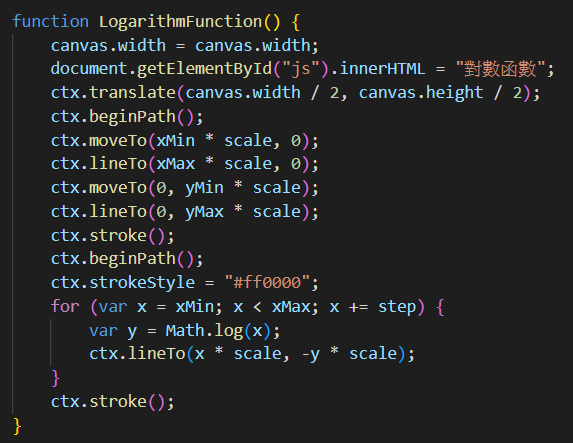 function LogarithmFunction() {
    canvas.width = canvas.width;
    document.getElementById("js").innerHTML = "對數函數";
    ctx.translate(canvas.width / 2, canvas.height / 2);
    ctx.beginPath();
    ctx.moveTo(xMin * scale, 0);
    ctx.lineTo(xMax * scale, 0);
    ctx.moveTo(0, yMin * scale);
    ctx.lineTo(0, yMax * scale);
    ctx.stroke();
    ctx.beginPath();
    ctx.strokeStyle = "#ff0000";
    for (var x = xMin; x < xMax; x += step) {
        var y = Math.log(x);
        ctx.lineTo(x * scale, -y * scale);
    }
    ctx.stroke();
}